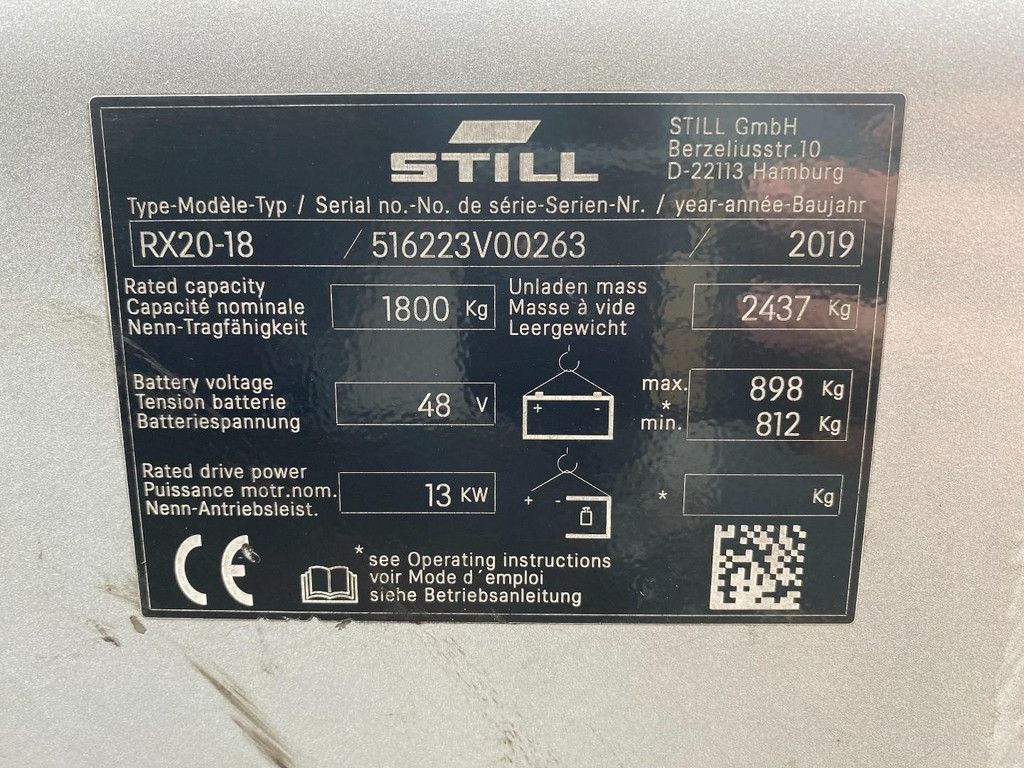 STILL
STILL GmbH
Berzeliusstr.10
D-22113 Hamburg
Type-Modèle-Typ / Serial no.-No. de série-Serien-Nr. / year-année-Baujahr
RX20-18 / 516223V00263 / 2019
Rated capacity
Capacité nominale
Nenn-Tragfähigkeit
1800 Kg
Unladen mass
Masse à vide
Leergewicht
2437 Kg
Battery voltage
Tension batterie
Batteriespannung
48 V
+ -
max. 898 Kg
*
min. 812 Kg
Rated drive power
Puissance motr.nom.
Nenn-Antriebsleist.
13 KW
+ -
* Kg
CE
* see Operating instructions
voir Mode d´emploi
siehe Betriebsanleitung